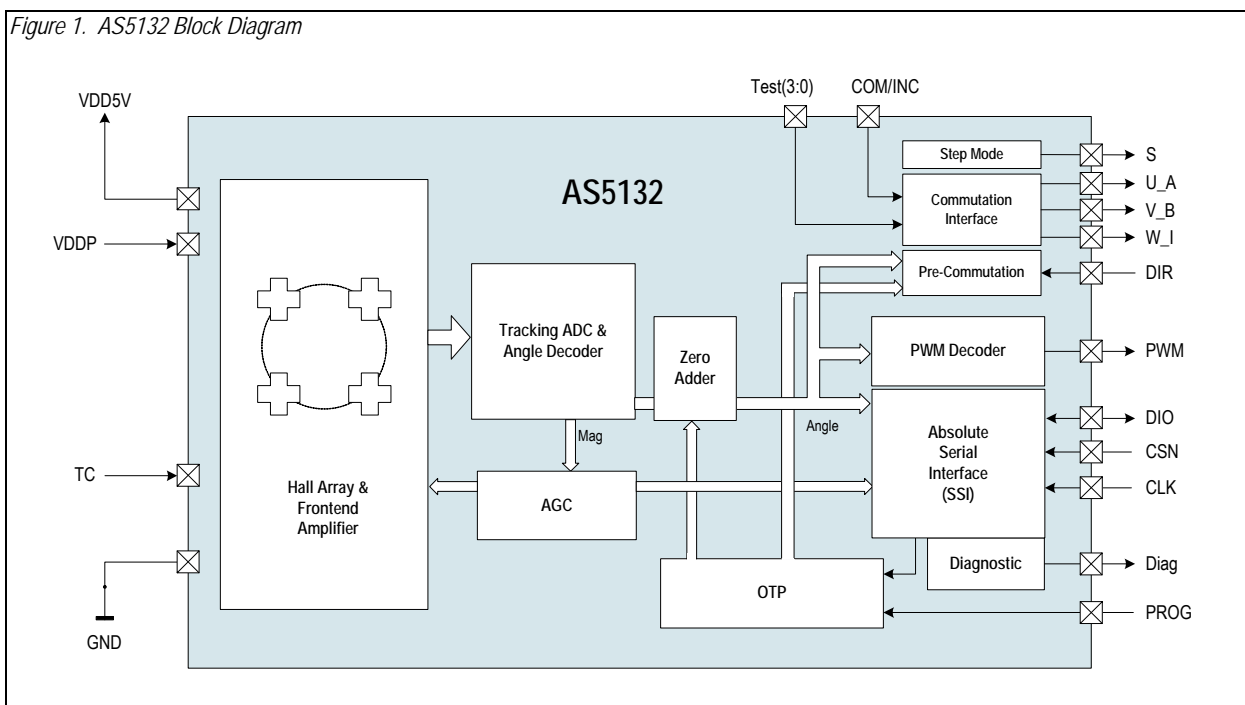 Figure 1. AS5132 Block Diagram
Test(3:0)
COM/INC
VDD5V
VDDP
TC
GND
AS5132
Hall Array &
Frontend
Amplifier
Tracking ADC &
Angle Decoder
Mag
AGC
Zero
Adder
Angle
OTP
Step Mode
Commutation
Interface
Pre-Commutation
PWM Decoder
Absolute
Serial
Interface
(SSI)
Diagnostic
S
U_A
V_B
W_I
DIR
PWM
DIO
CSN
CLK
Diag
PROG